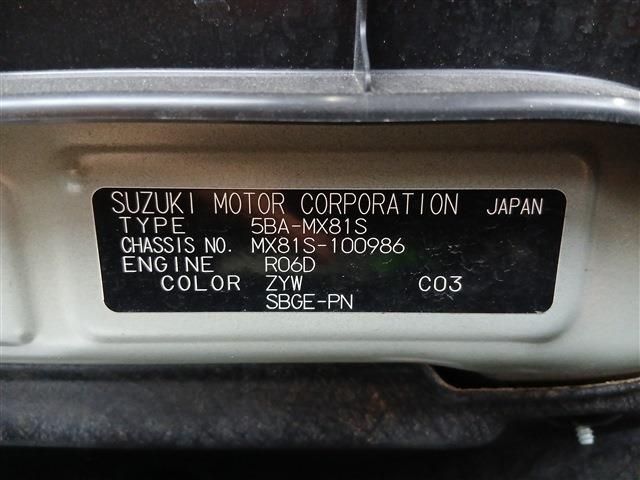 SUZUKI MOTOR CORPORATION JAPAN
TYPE 5BA-MX81S
CHASSIS NO. MX81S-100986
ENGINE R06D
COLOR ZYW C03
SBGE-PN